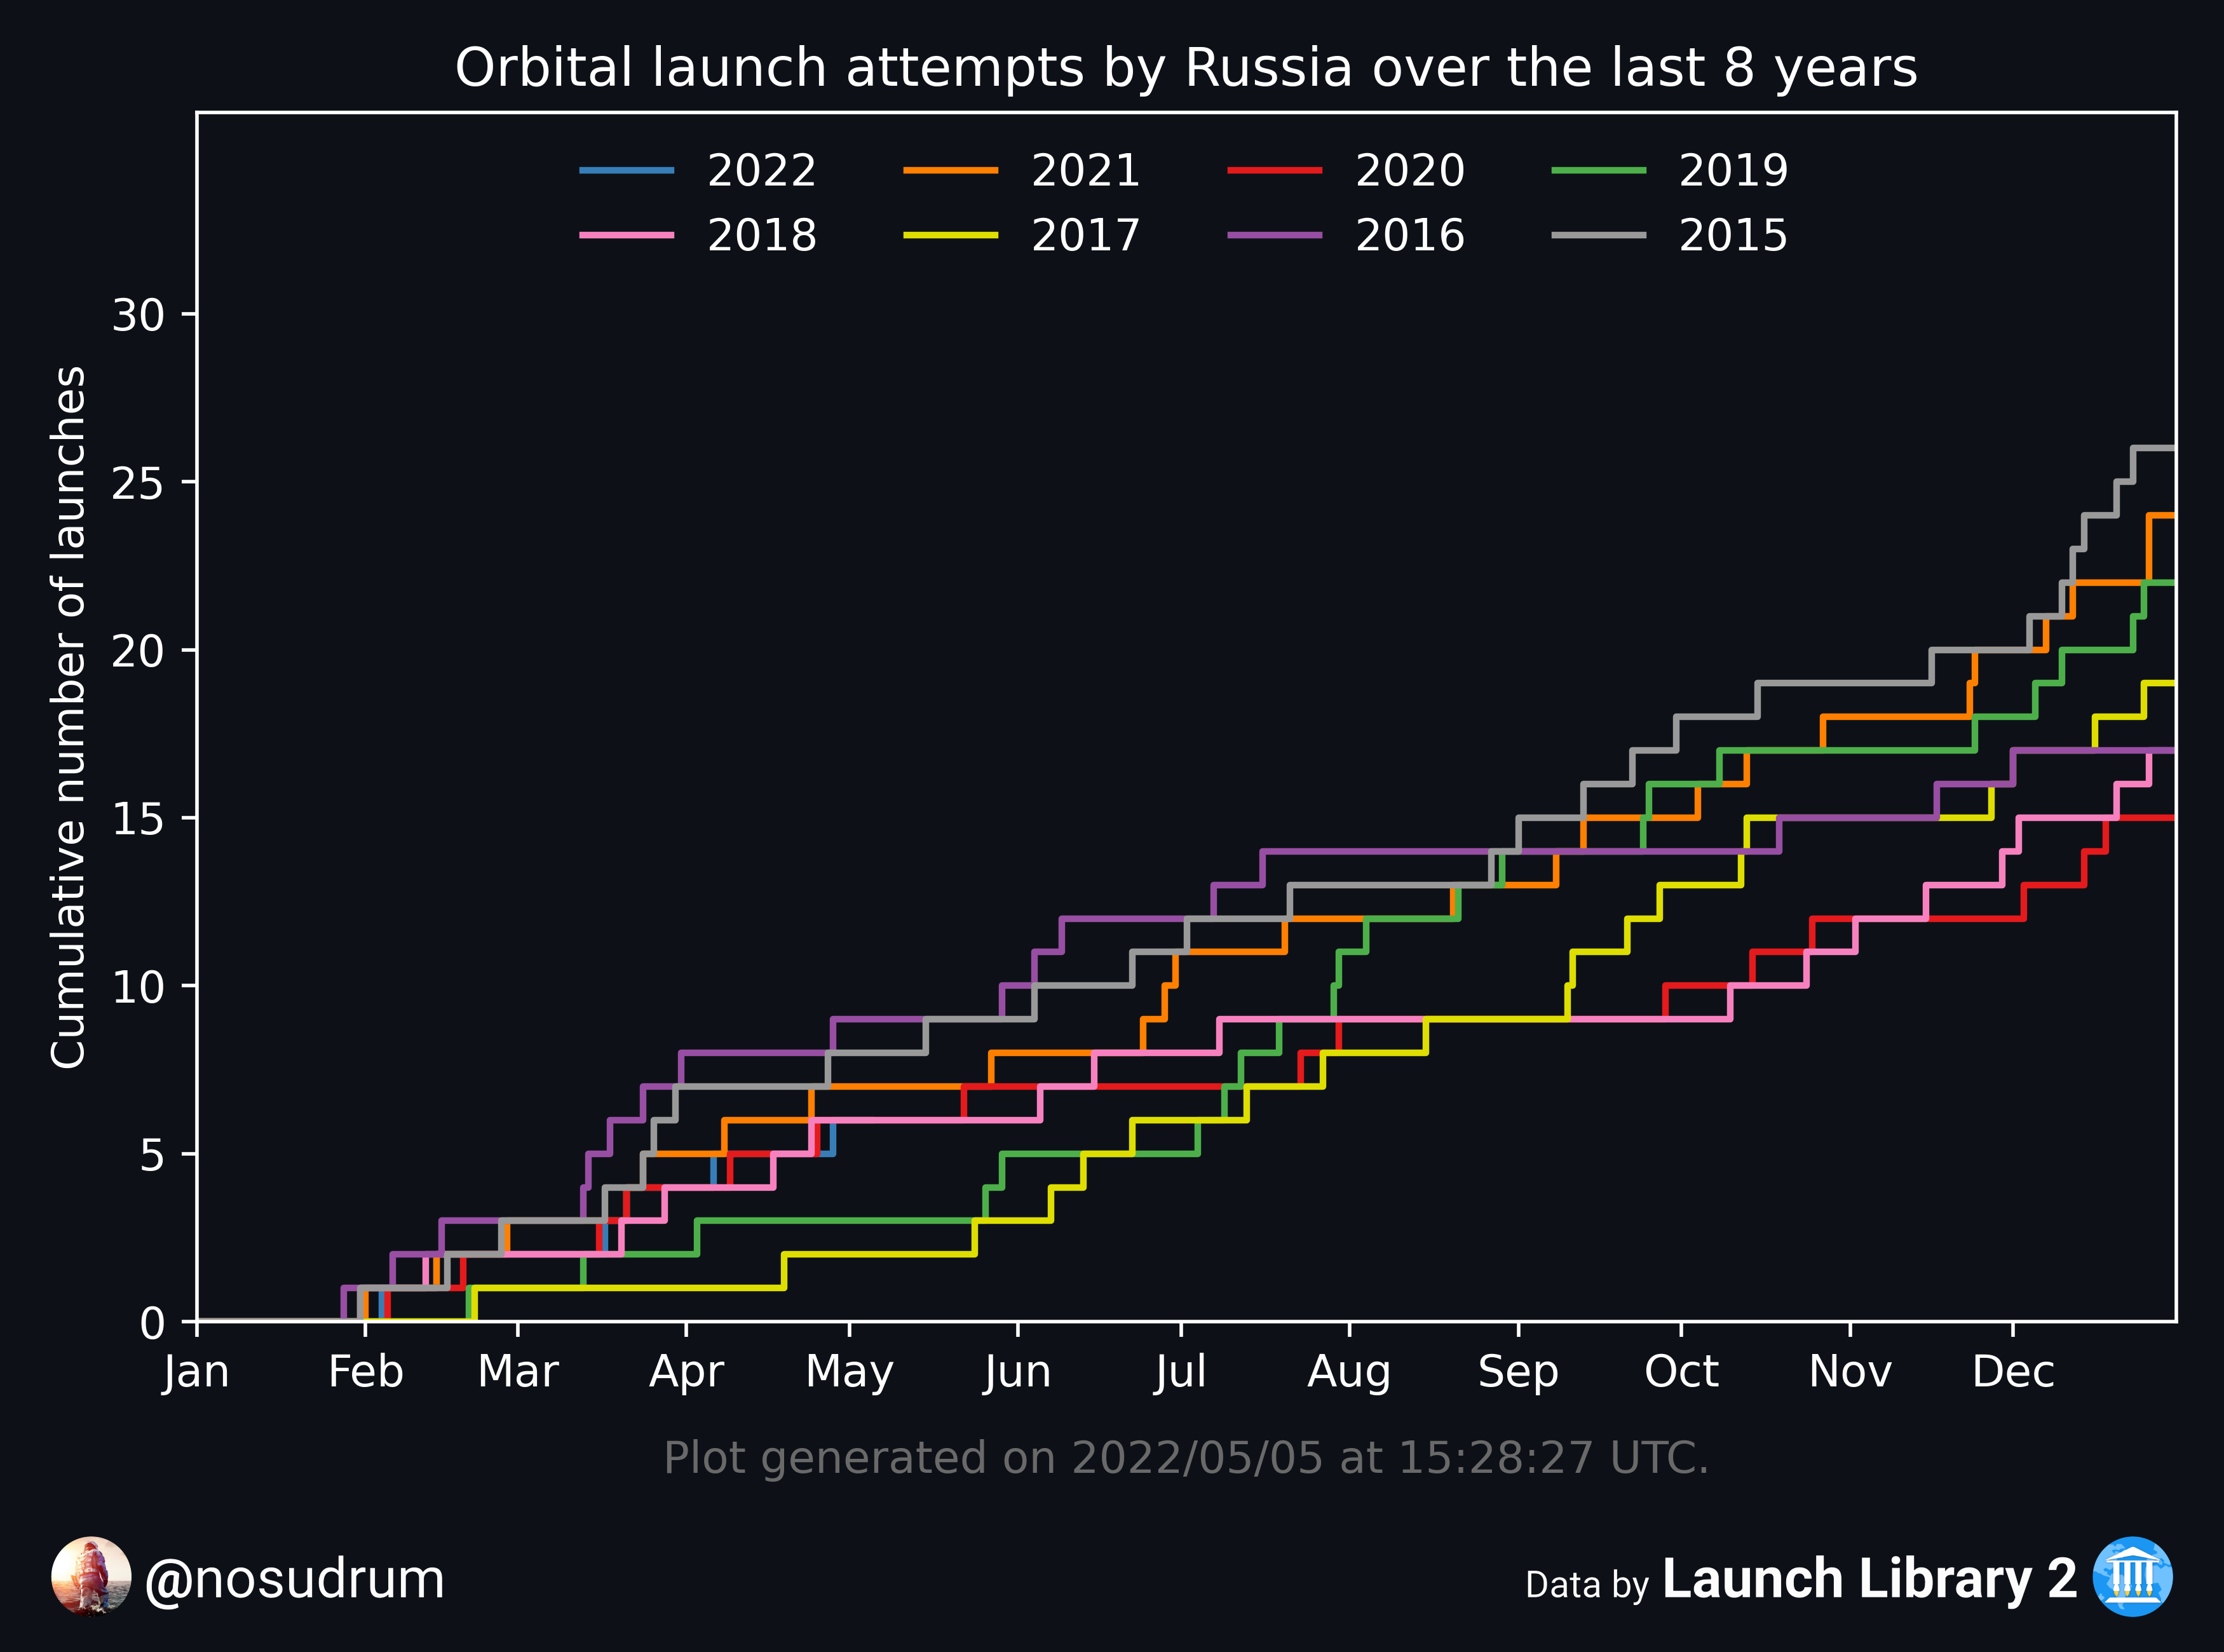 Orbital launch attempts by Russia over the last 8 years
2022 2021 2020 2019
2018 2017 2016 2015
Cumulative number of launches
30
25
20
15
10
5
0
Jan Feb Mar Apr May Jun Jul Aug Sep Oct Nov Dec
Plot generated on 2022/05/05 at 15:28:27 UTC.
@nosudrum
Data by Launch Library 2